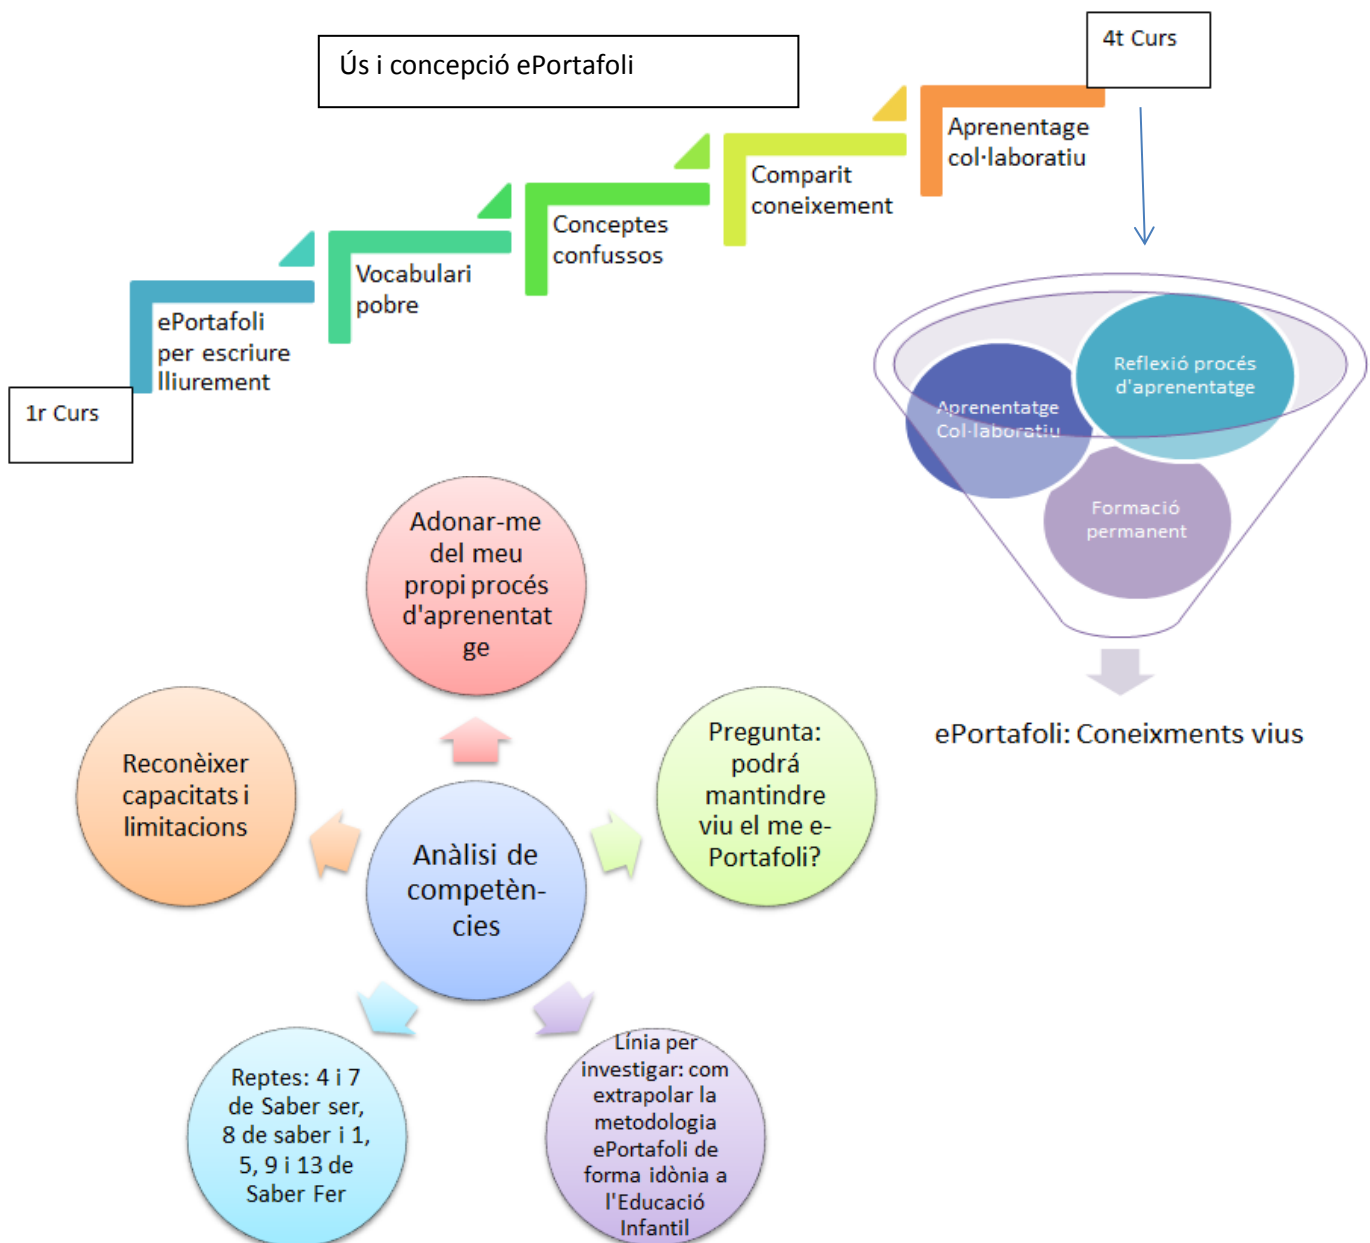 Ús i concepció ePortafoli
4t Curs
Aprenentage
col·laboratiu
Comparit
coneixement
Conceptes
confussos
Vocabulari
pobre
ePortafoli
per escriure
lliurement
1r Curs
Reflexió procés
d'aprenentatge
Aprenentatge
Col·laboratiu
Formació
permanent
ePortafoli: Coneixments vius
Adonar-me
del meu
propi procés
d'aprenentat
ge
Reconèixer
capacitats i
limitacions
Pregunta:
podrá
mantindre
viu el me e-
Portafoli?
Anàlisi de
competèn-
cies
Reptes: 4 i 7
de Saber ser,
8 de saber i 1,
5, 9 i 13 de
Saber Fer
Línia per
investigar: com
extrapolar la
metodologia
ePortafoli de
forma idònia a
l'Educació
Infantil